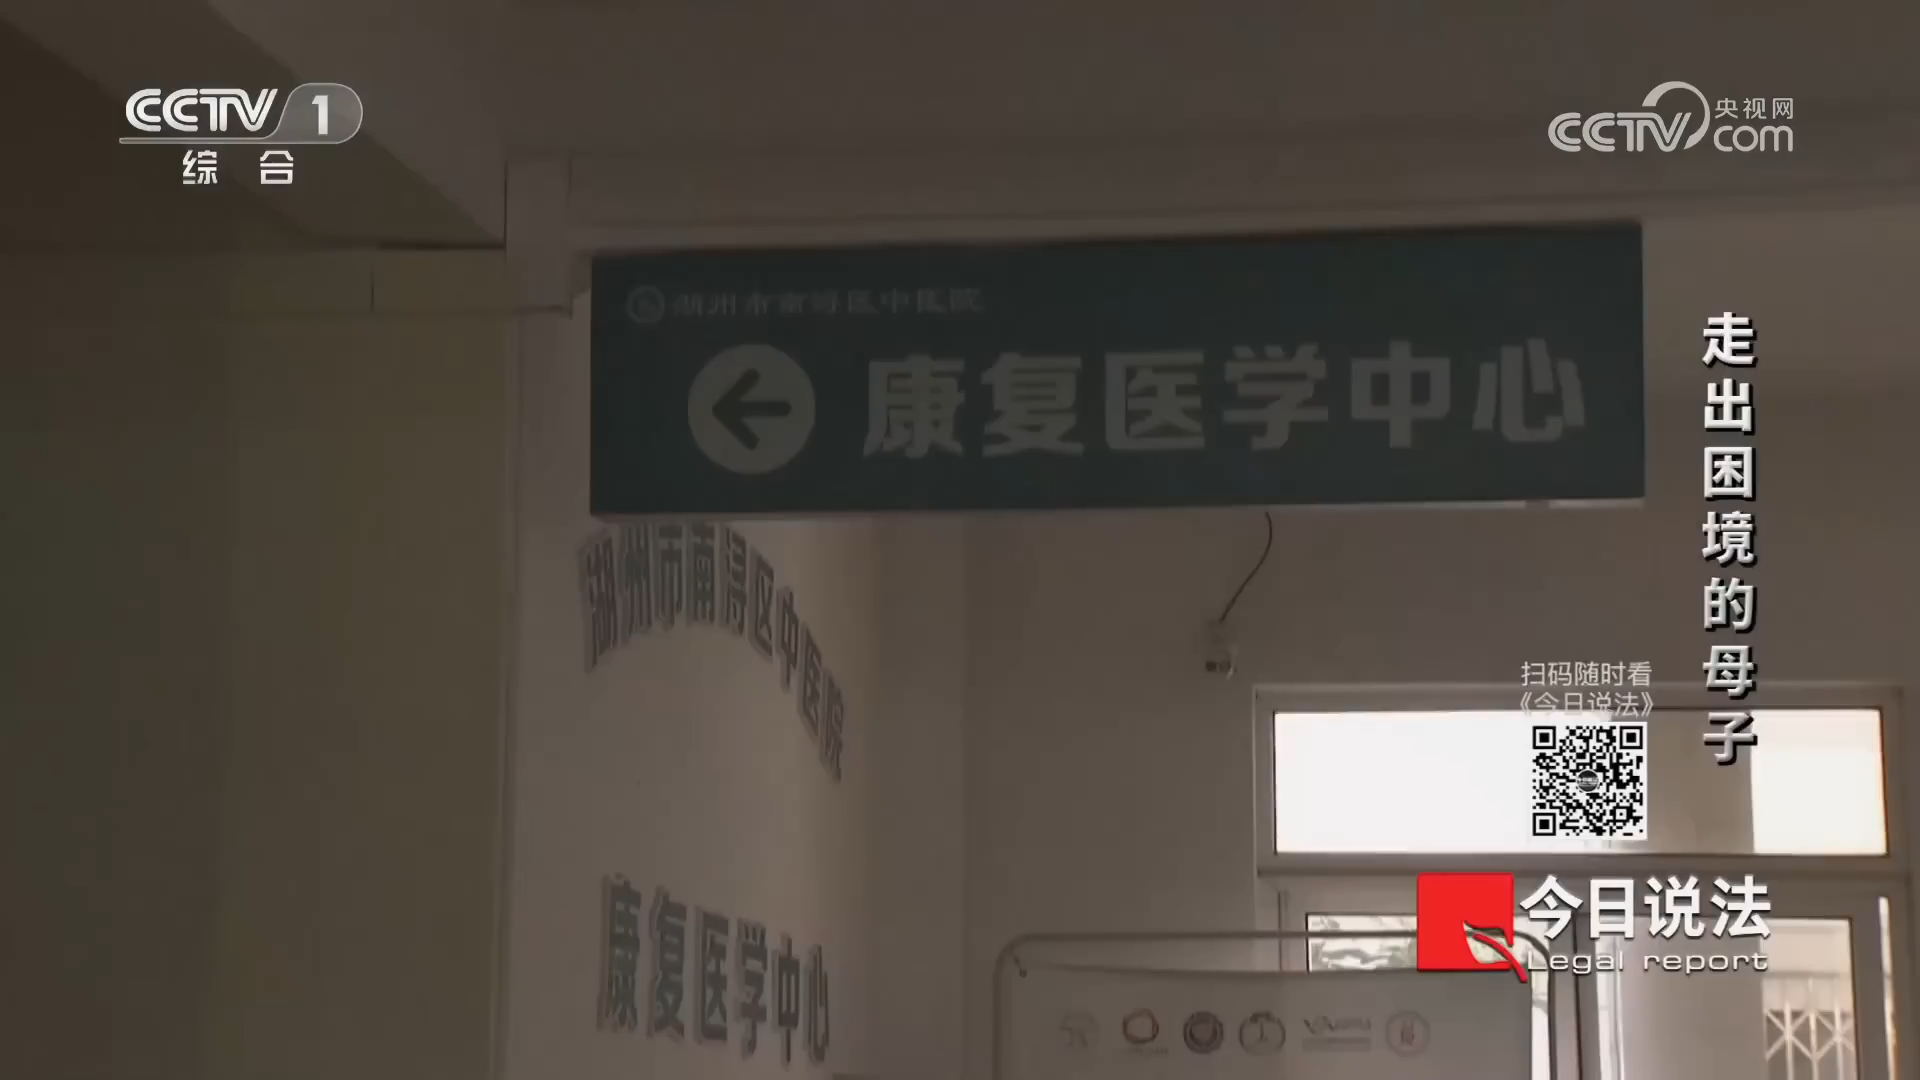 CCTV 1
综合
央视网
CCTV com
湖州市南浔区中医院
康复医学中心
湖州市南浔区中医院
康复医学中心
走出困境的母子
扫码随时看
《今日说法》
今日说法
Legal report